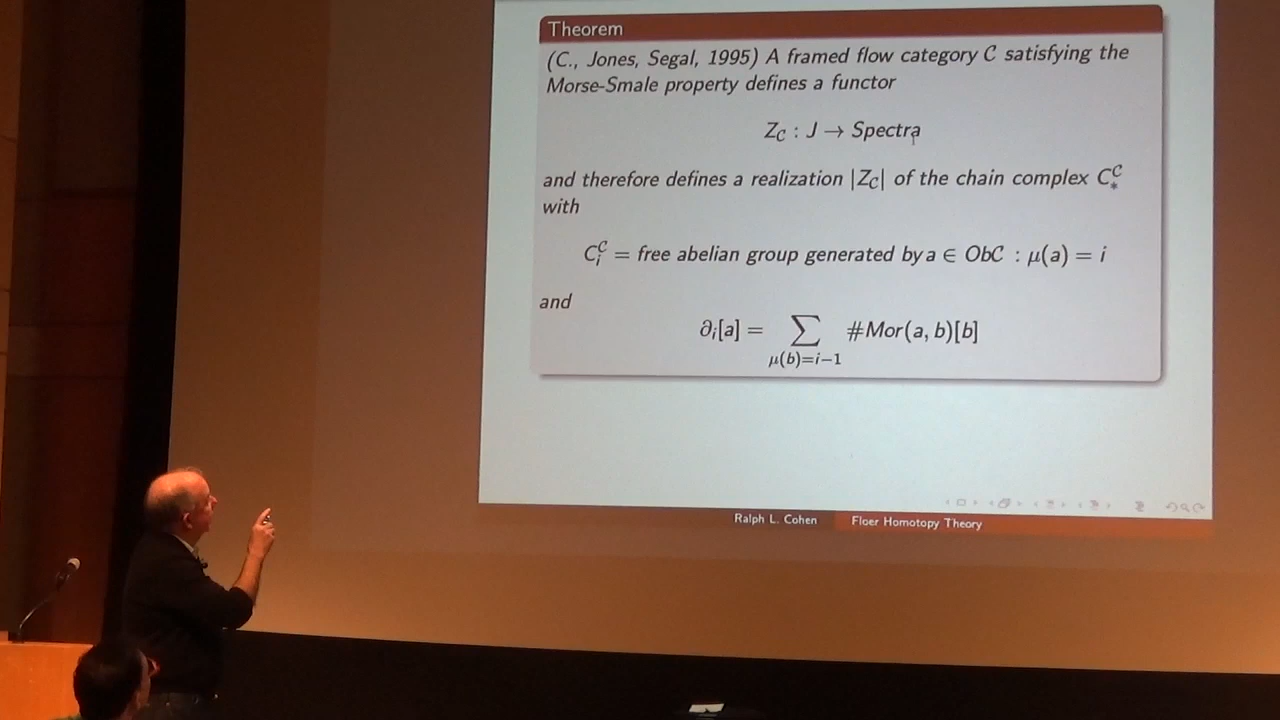 Theorem
(C., Jones, Segal, 1995) A framed flow category C satisfying the
Morse-Smale property defines a functor
Z_C : J → Spectra
and therefore defines a realization |Z_C| of the chain complex C_*^C
with
C_i^C = free abelian group generated by a ∈ ObC : μ(a) = i
and
∂_i[a] = ∑_{μ(b)=i−1} #Mor(a, b)[b]
Ralph L. Cohen Floer Homotopy Theory